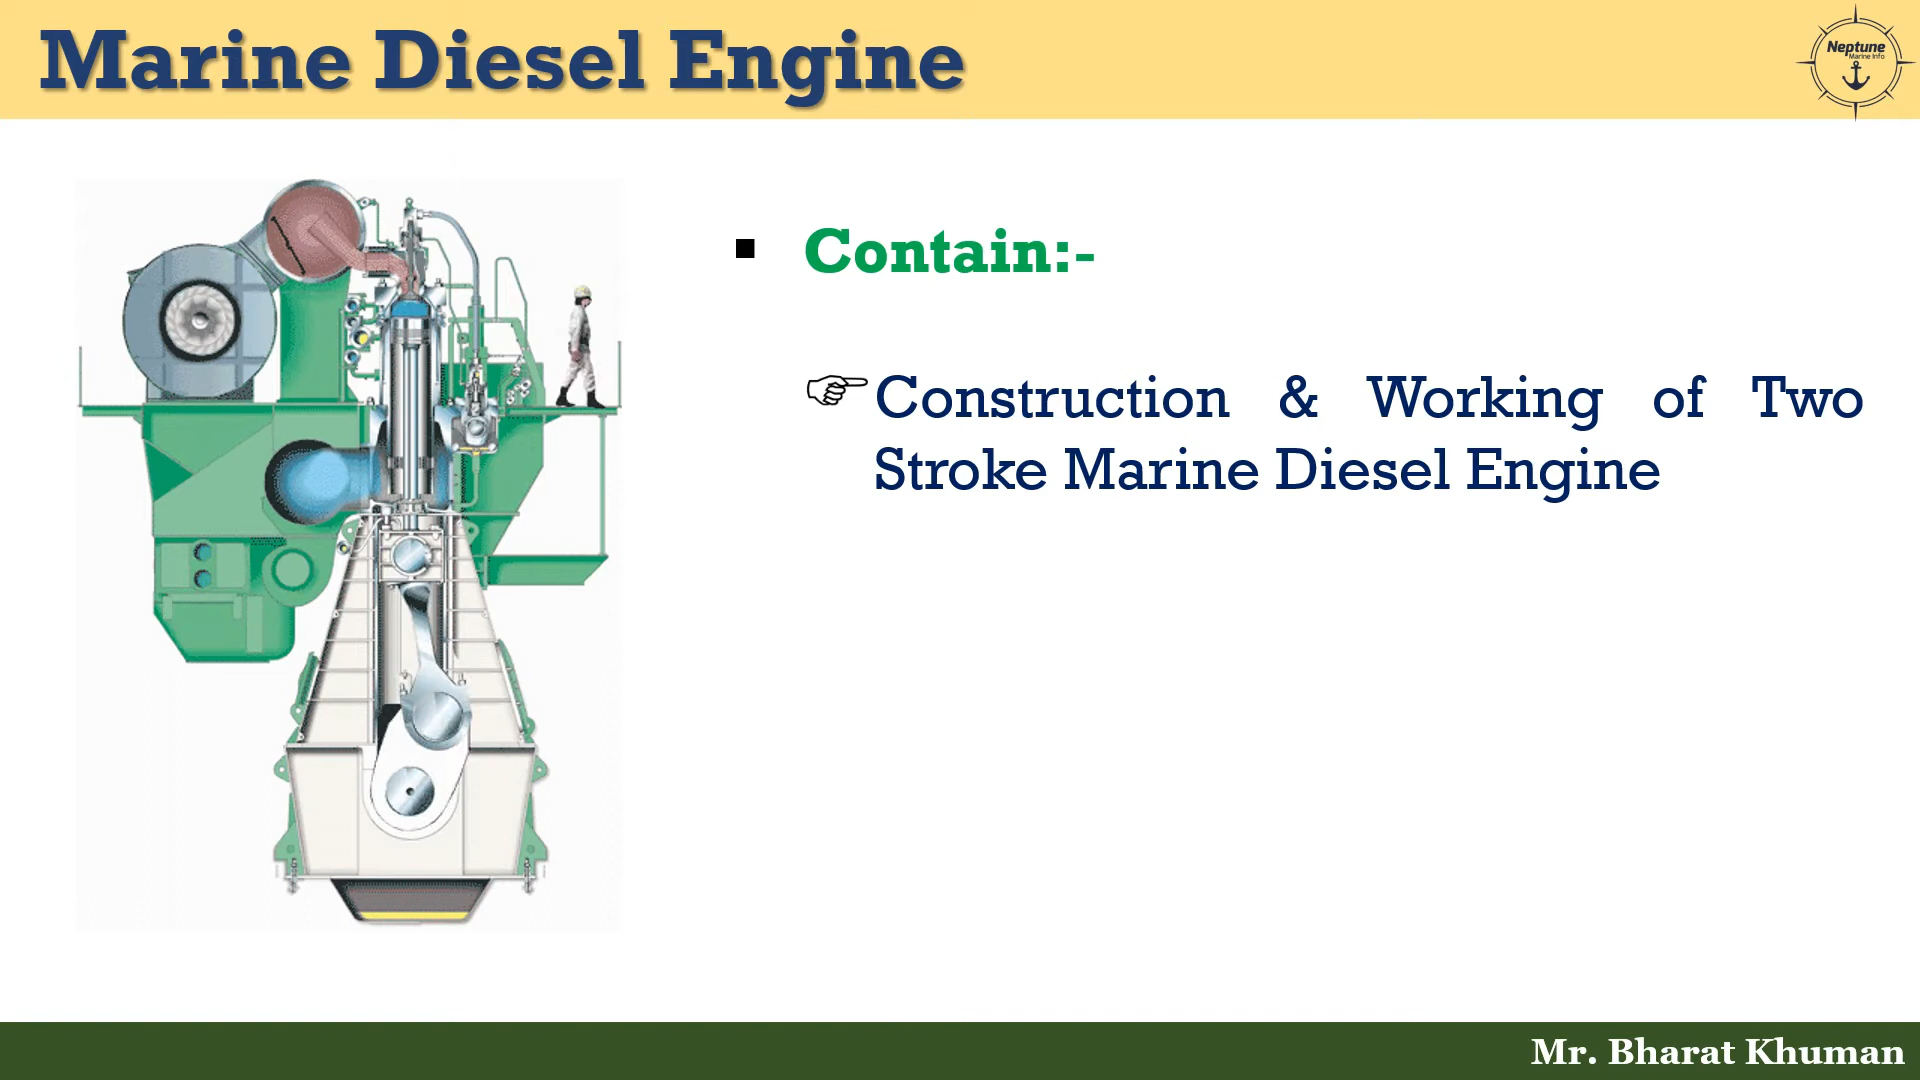 Marine Diesel Engine
Neptune
Marine Info
Contain:-
Construction & Working of Two
Stroke Marine Diesel Engine
Mr. Bharat Khuman